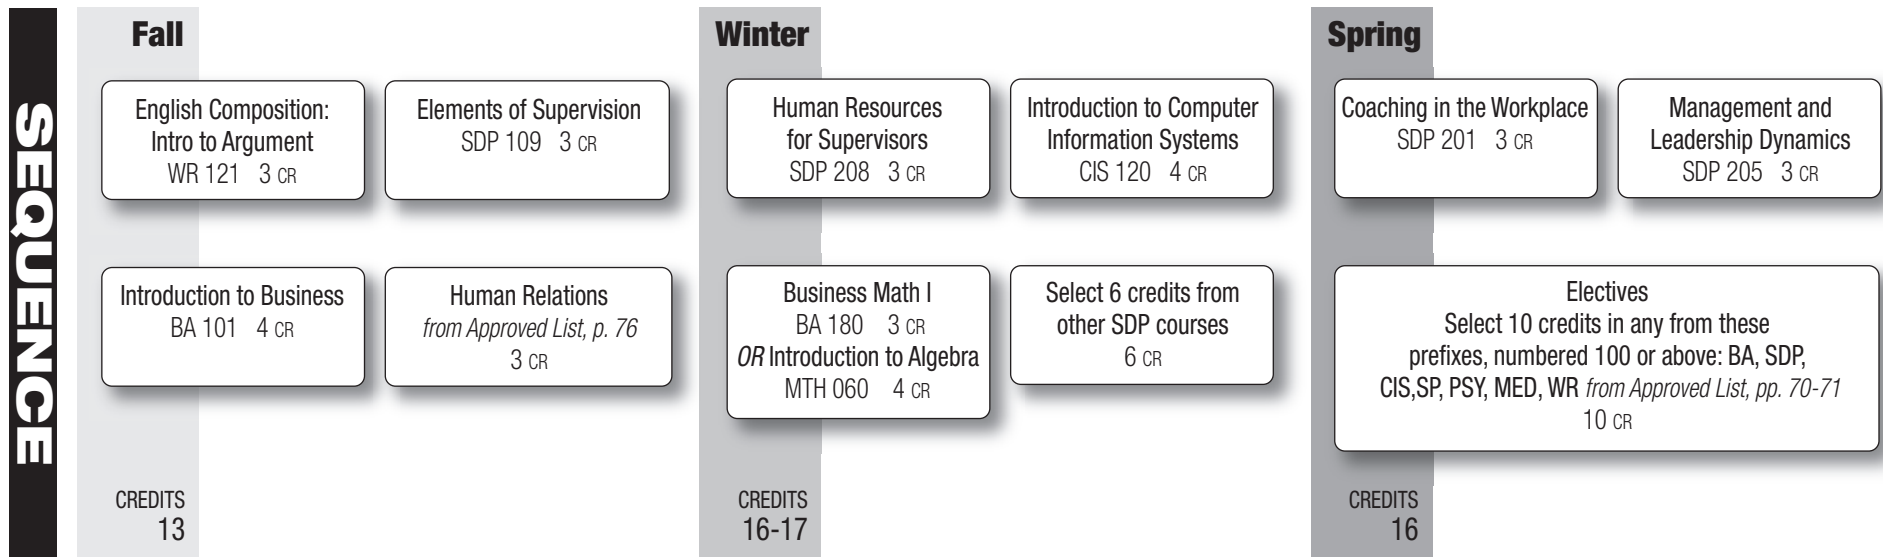 SEQUENCE
Fall
English Composition:
Intro to Argument
WR 121 3 CR
Elements of Supervision
SDP 109 3 CR
Introduction to Business
BA 101 4 CR
Human Relations
from Approved List, p. 76
3 CR
CREDITS
13
Winter
Human Resources
for Supervisors
SDP 208 3 CR
Introduction to Computer
Information Systems
CIS 120 4 CR
Business Math I
BA 180 3 CR
OR Introduction to Algebra
MTH 060 4 CR
Select 6 credits from
other SDP courses
6 CR
CREDITS
16-17
Spring
Coaching in the Workplace
SDP 201 3 CR
Management and
Leadership Dynamics
SDP 205 3 CR
Electives
Select 10 credits in any from these
prefixes, numbered 100 or above: BA, SDP,
CIS,SP, PSY, MED, WR from Approved List, pp. 70-71
10 CR
CREDITS
16